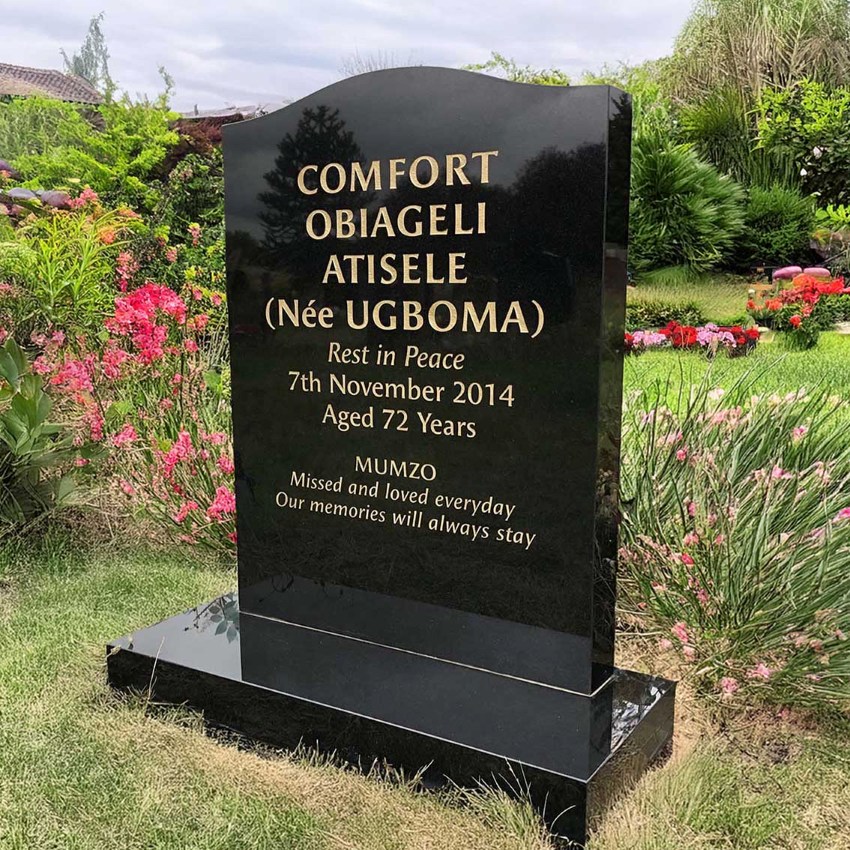 COMFORT
OBIAGELI
ATISELE
(Née UGBOMA)
Rest in Peace
7th November 2014
Aged 72 Years
MUMZO
Missed and loved everyday
Our memories will always stay